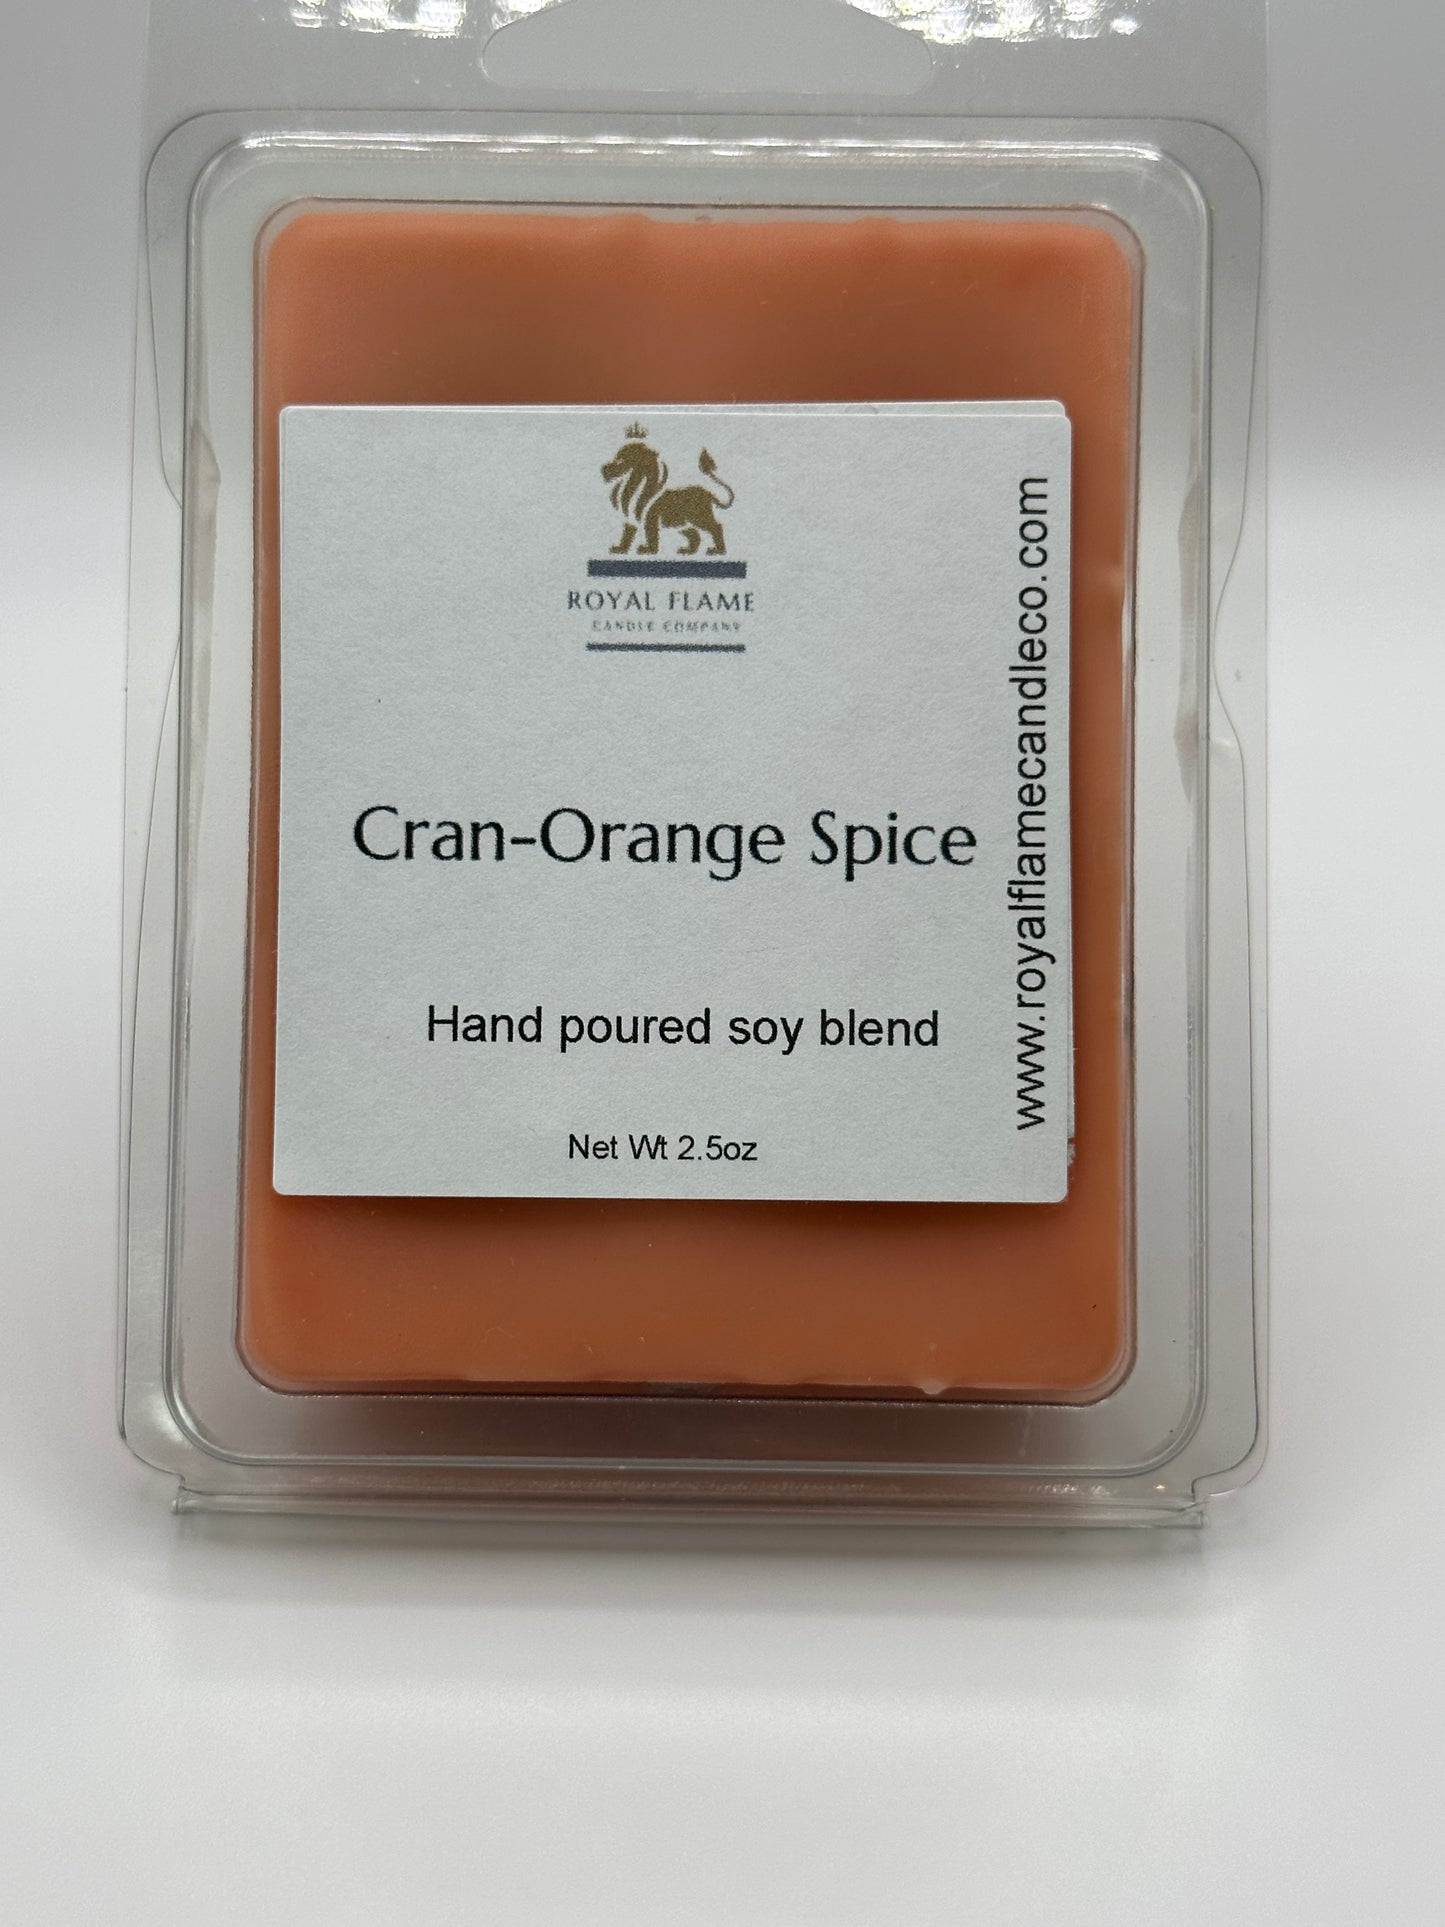 ROYAL FLAME
CANDLE COMPANY
Cran-Orange Spice
Hand poured soy blend
Net Wt 2.5oz
www.royalflamecandleco.com